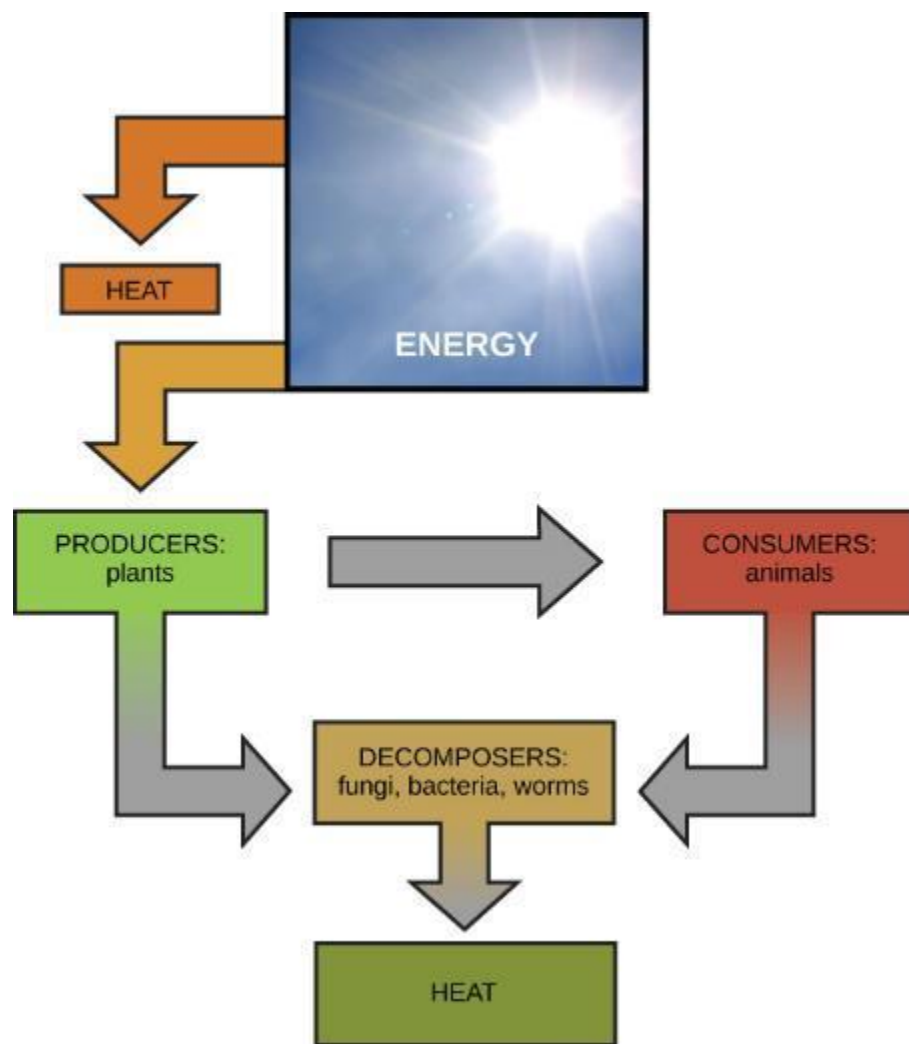 HEAT
ENERGY
PRODUCERS:
plants
CONSUMERS:
animals
DECOMPOSERS:
fungi, bacteria, worms
HEAT